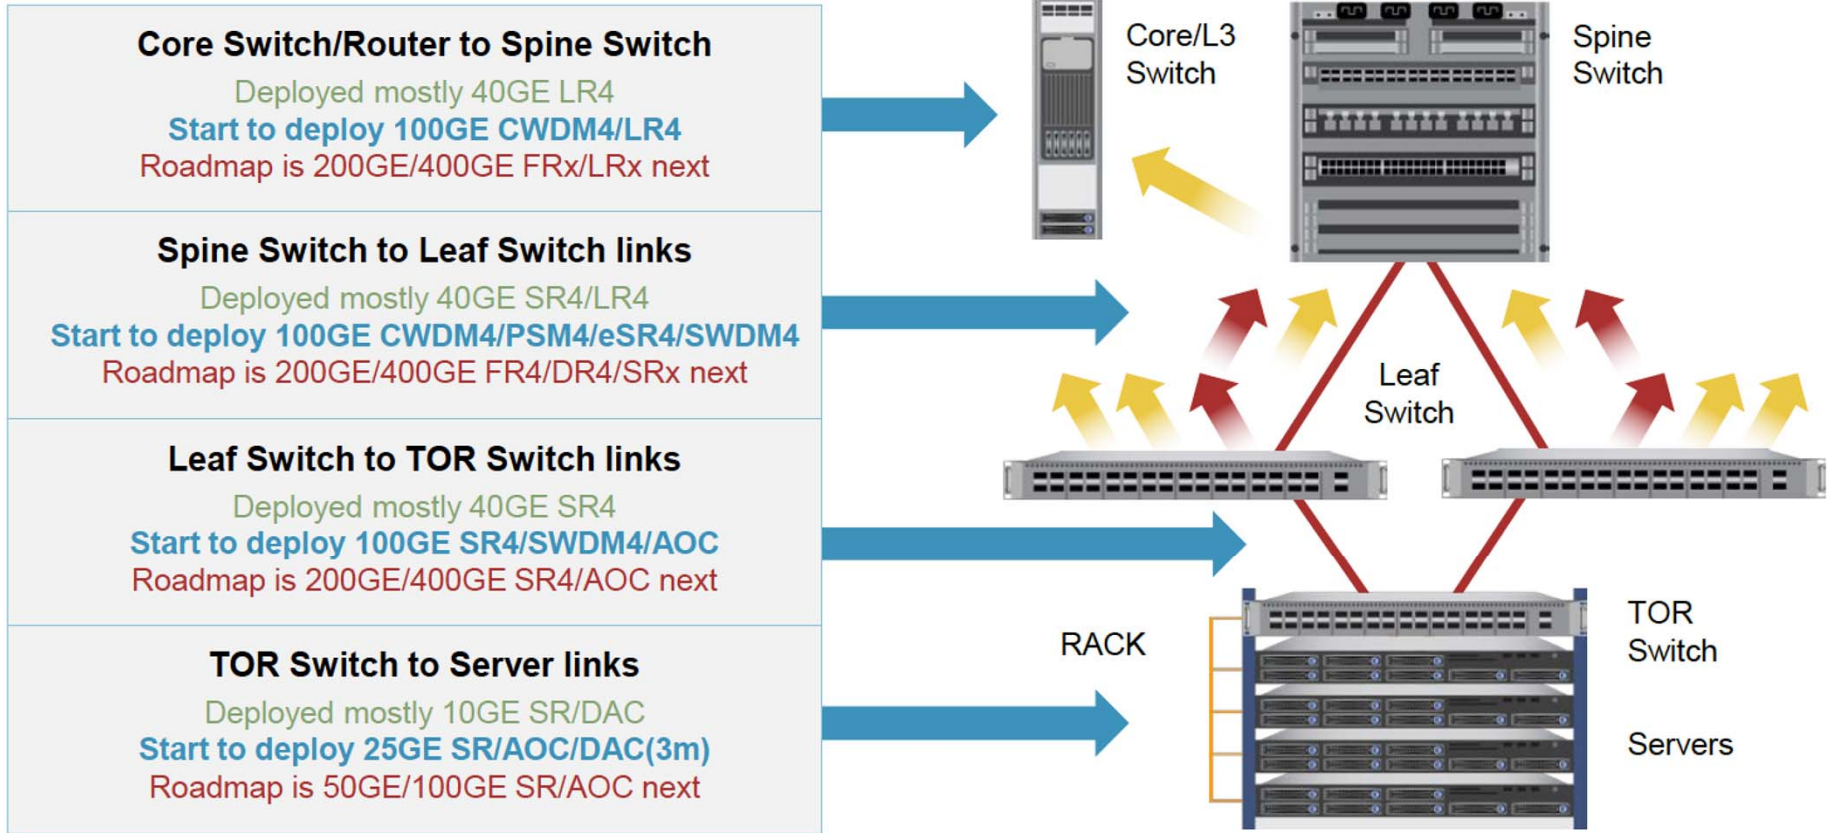 Core Switch/Router to Spine Switch
Deployed mostly 40GE LR4
Start to deploy 100GE CWDM4/LR4
Roadmap is 200GE/400GE FRx/LRx next
Spine Switch to Leaf Switch links
Deployed mostly 40GE SR4/LR4
Start to deploy 100GE CWDM4/PSM4/eSR4/SWDM4
Roadmap is 200GE/400GE FR4/DR4/SRx next
Leaf Switch to TOR Switch links
Deployed mostly 40GE SR4
Start to deploy 100GE SR4/SWDM4/AOC
Roadmap is 200GE/400GE SR4/AOC next
TOR Switch to Server links
Deployed mostly 10GE SR/DAC
Start to deploy 25GE SR/AOC/DAC(3m)
Roadmap is 50GE/100GE SR/AOC next
Core/L3
Switch
Spine
Switch
Leaf
Switch
RACK
TOR
Switch
Servers